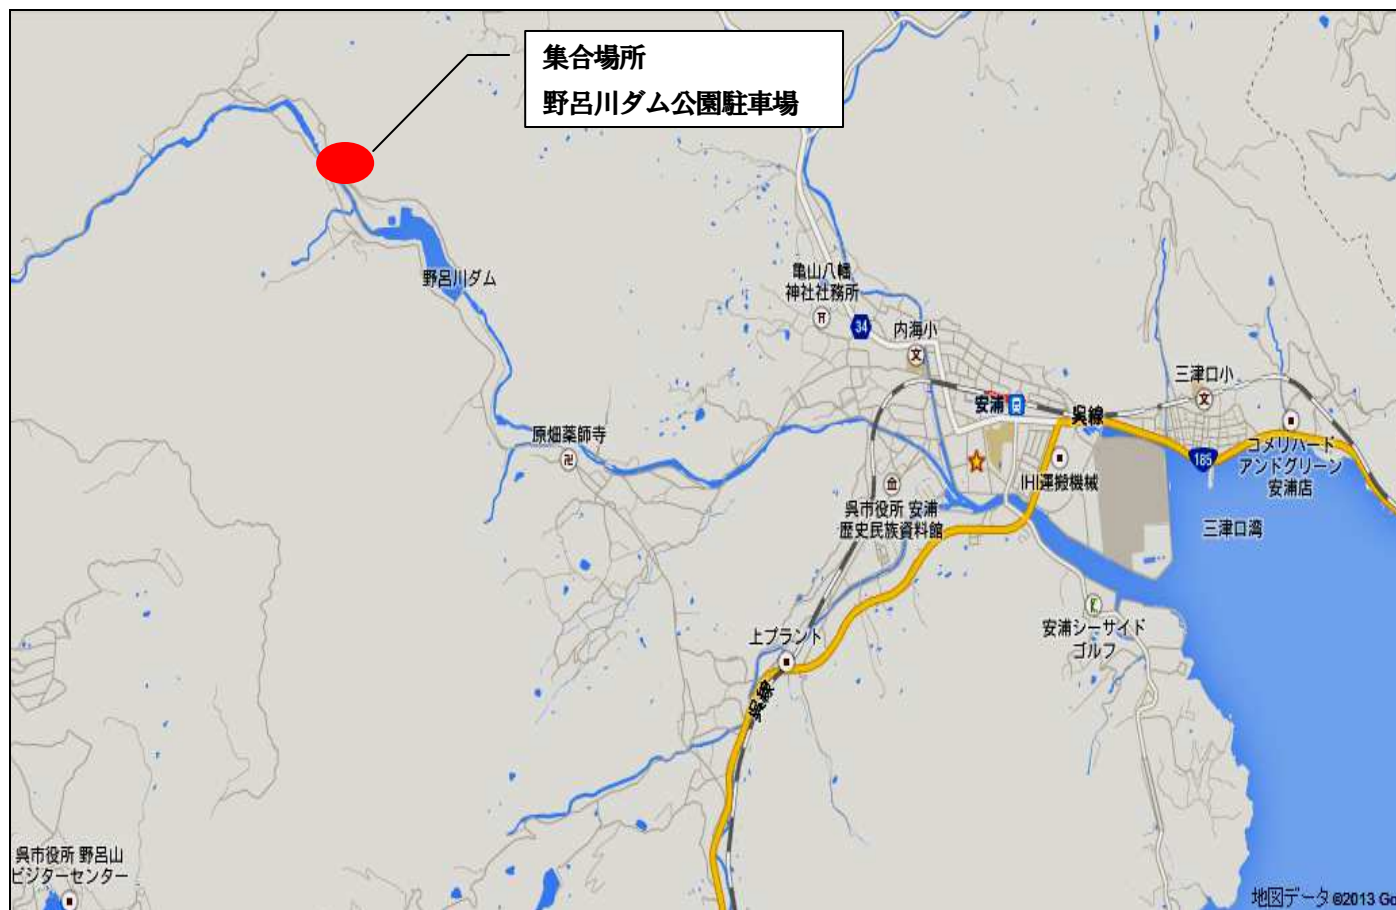 集合場所
野呂川ダム公園駐車場
野呂川ダム
亀山八幡
神社社務所
34
内海小
安浦
呉線
三津口小
185
コメリハード
アンドグリーン
安浦店
原畑薬師寺
IHI運搬機械
呉市役所 安浦
歴史民族資料館
三津口湾
安浦シーサイド
ゴルフ
上プラント
呉線
呉市役所 野呂山
ビジターセンター
地図データ ©2013 Go